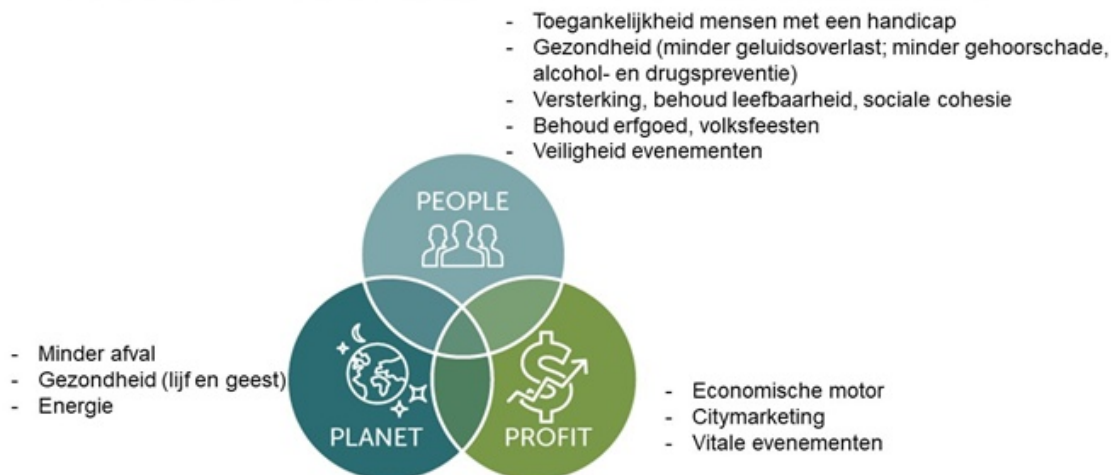 - Toegankelijkheid mensen met een handicap
- Gezondheid (minder geluidsoverlast; minder gehoorschade,
alcohol- en drugspreventie)
- Versterking, behoud leefbaarheid, sociale cohesie
- Behoud erfgoed, volksfeesten
- Veiligheid evenementen
PEOPLE
- Minder afval
- Gezondheid (lijf en geest)
- Energie
PLANET
PROFIT
- Economische motor
- Citymarketing
- Vitale evenementen